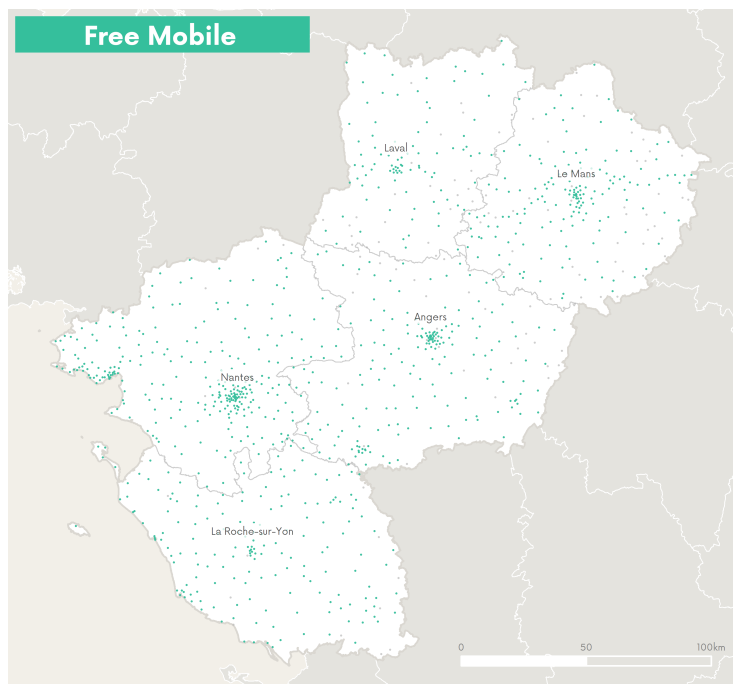 Free Mobile
Laval
Le Mans
Angers
Nantes
La Roche-sur-Yon
0 50 100km